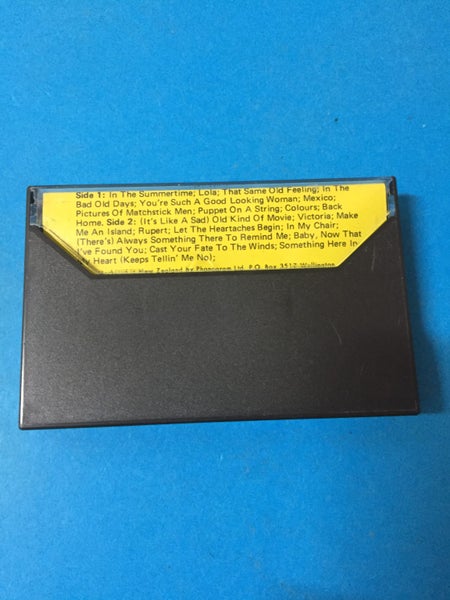 Side 1: In The Summertime; Lola; That Same Old Feeling; In The
Bad Old Days; You're Such A Good Looking Woman; Mexico;
Pictures Of Matchstick Men; Puppet On A String; Colours; Back
Home. Side 2: (It's Like A Sad) Old Kind Of Movie; Victoria; Make
Me An Island; Rupert; Let The Heartaches Begin; In My Chair;
(There's) Always Something There To Remind Me; Baby, Now That
I've Found You; Cast Your Fate To The Winds; Something Here In
My Heart (Keeps Tellin' Me No);
New Zealand by Phonogram Ltd. P.O. Box Wellington